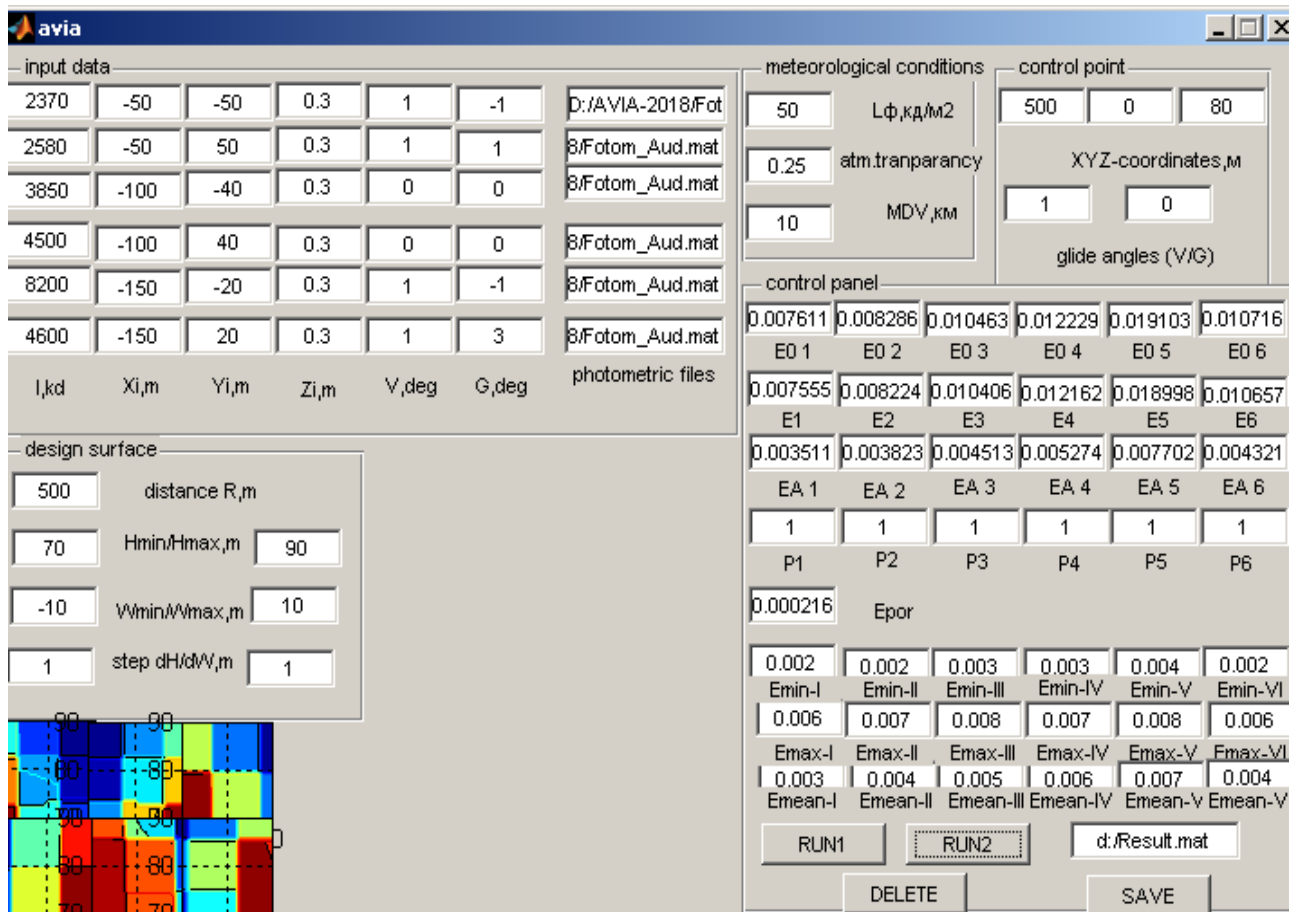 avia
input data
2370 -50 -50 0.3 1 -1 D:/AVIA-2018/Fot
2580 -50 50 0.3 1 1 8/Fotom_Aud.mat
3850 -100 -40 0.3 0 0 8/Fotom_Aud.mat
4500 -100 40 0.3 0 0 8/Fotom_Aud.mat
8200 -150 -20 0.3 1 -1 8/Fotom_Aud.mat
4600 -150 20 0.3 1 3 8/Fotom_Aud.mat
I,kd Xi,m Yi,m Zi,m V,deg G,deg photometric files
meteorological conditions
50 Lф,кд/м2
0.25 atm.tranparancy
10 MDV,км
control point
500 0 80
XYZ-coordinates,м
1 0
glide angles (V/G)
design surface
500 distance R,m
70 Hmin/Hmax,m 90
-10 Wmin/Wmax,m 10
1 step dH/dW,m 1
control panel
0.007611 0.008286 0.010463 0.012229 0.019103 0.010716
E0 1 E0 2 E0 3 E0 4 E0 5 E0 6
0.007555 0.008224 0.010406 0.012162 0.018998 0.010657
E1 E2 E3 E4 E5 E6
0.003511 0.003823 0.004513 0.005274 0.007702 0.004321
EA 1 EA 2 EA 3 EA 4 EA 5 EA 6
1 1 1 1 1 1
P1 P2 P3 P4 P5 P6
0.000216 Epor
0.002 0.002 0.003 0.003 0.004 0.002
Emin-I Emin-II Emin-III Emin-IV Emin-V Emin-VI
0.006 0.007 0.008 0.007 0.008 0.006
Emax-I Emax-II Emax-III Emax-IV Emax-V Emax-VI
0.003 0.004 0.005 0.006 0.007 0.004
Emean-I Emean-II Emean-III Emean-IV Emean-V Emean-V
RUN1 RUN2 d:/Result.mat
DELETE SAVE
90 90
80 80
80 80
70 70